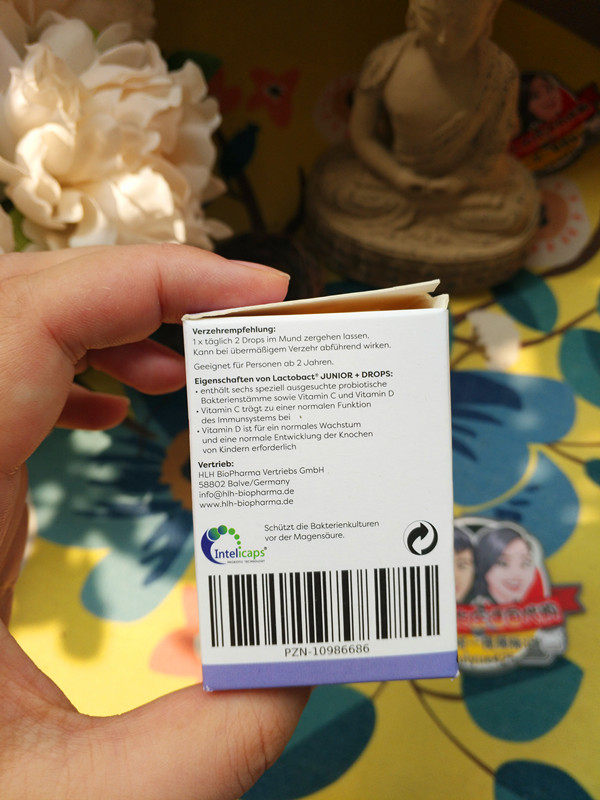 Verzehrempfehlung:
1 x täglich 2 Drops im Mund zergehen lassen.
Kann bei übermäßigem Verzehr abführend wirken.
Geeignet für Personen ab 2 Jahren.
Eigenschaften von Lactobact® JUNIOR + DROPS:
• enthält sechs speziell ausgesuchte probiotische
Bakterienstämme sowie Vitamin C und Vitamin D
• Vitamin C trägt zu einer normalen Funktion
des Immunsystems bei
• Vitamin D ist für ein normales Wachstum
und eine normale Entwicklung der Knochen
von Kindern erforderlich
Vertrieb:
HLH BioPharma Vertriebs GmbH
58802 Balve/Germany
info@hlh-biopharma.de
www.hlh-biopharma.de
Intelicaps®
PROBIOTIC TECHNOLOGY
Schützt die Bakterienkulturen
vor der Magensäure.
PZN-10986686